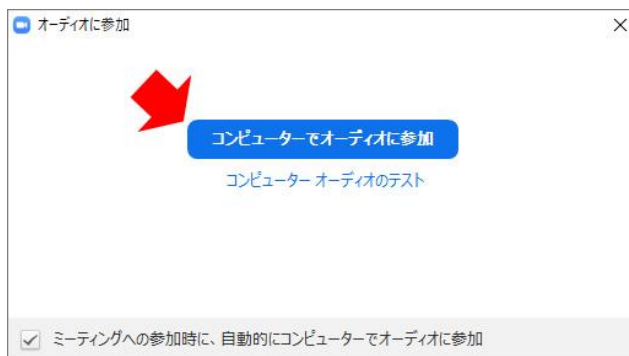 オーディオに参加
コンピューターでオーディオに参加
コンピューター オーディオのテスト
ミーティングへの参加時に、自動的にコンピューターでオーディオに参加